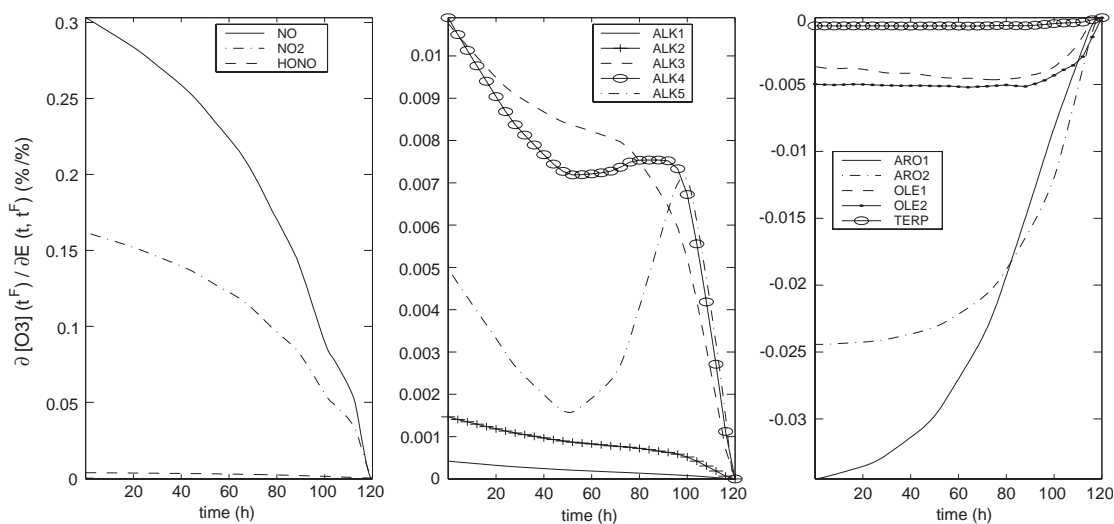 ∂ [O3] (t^F) / ∂E (t, t^F) (%/%)
0.3
0.25
0.2
0.15
0.1
0.05
0
0 20 40 60 80 100 120
time (h)
NO
NO2
HONO
0.01
0.009
0.008
0.007
0.006
0.005
0.004
0.003
0.002
0.001
0
0 20 40 60 80 100 120
time (h)
ALK1
ALK2
ALK3
ALK4
ALK5
0
-0.005
-0.01
-0.015
-0.02
-0.025
-0.03
0 20 40 60 80 100 120
time (h)
ARO1
ARO2
OLE1
OLE2
TERP